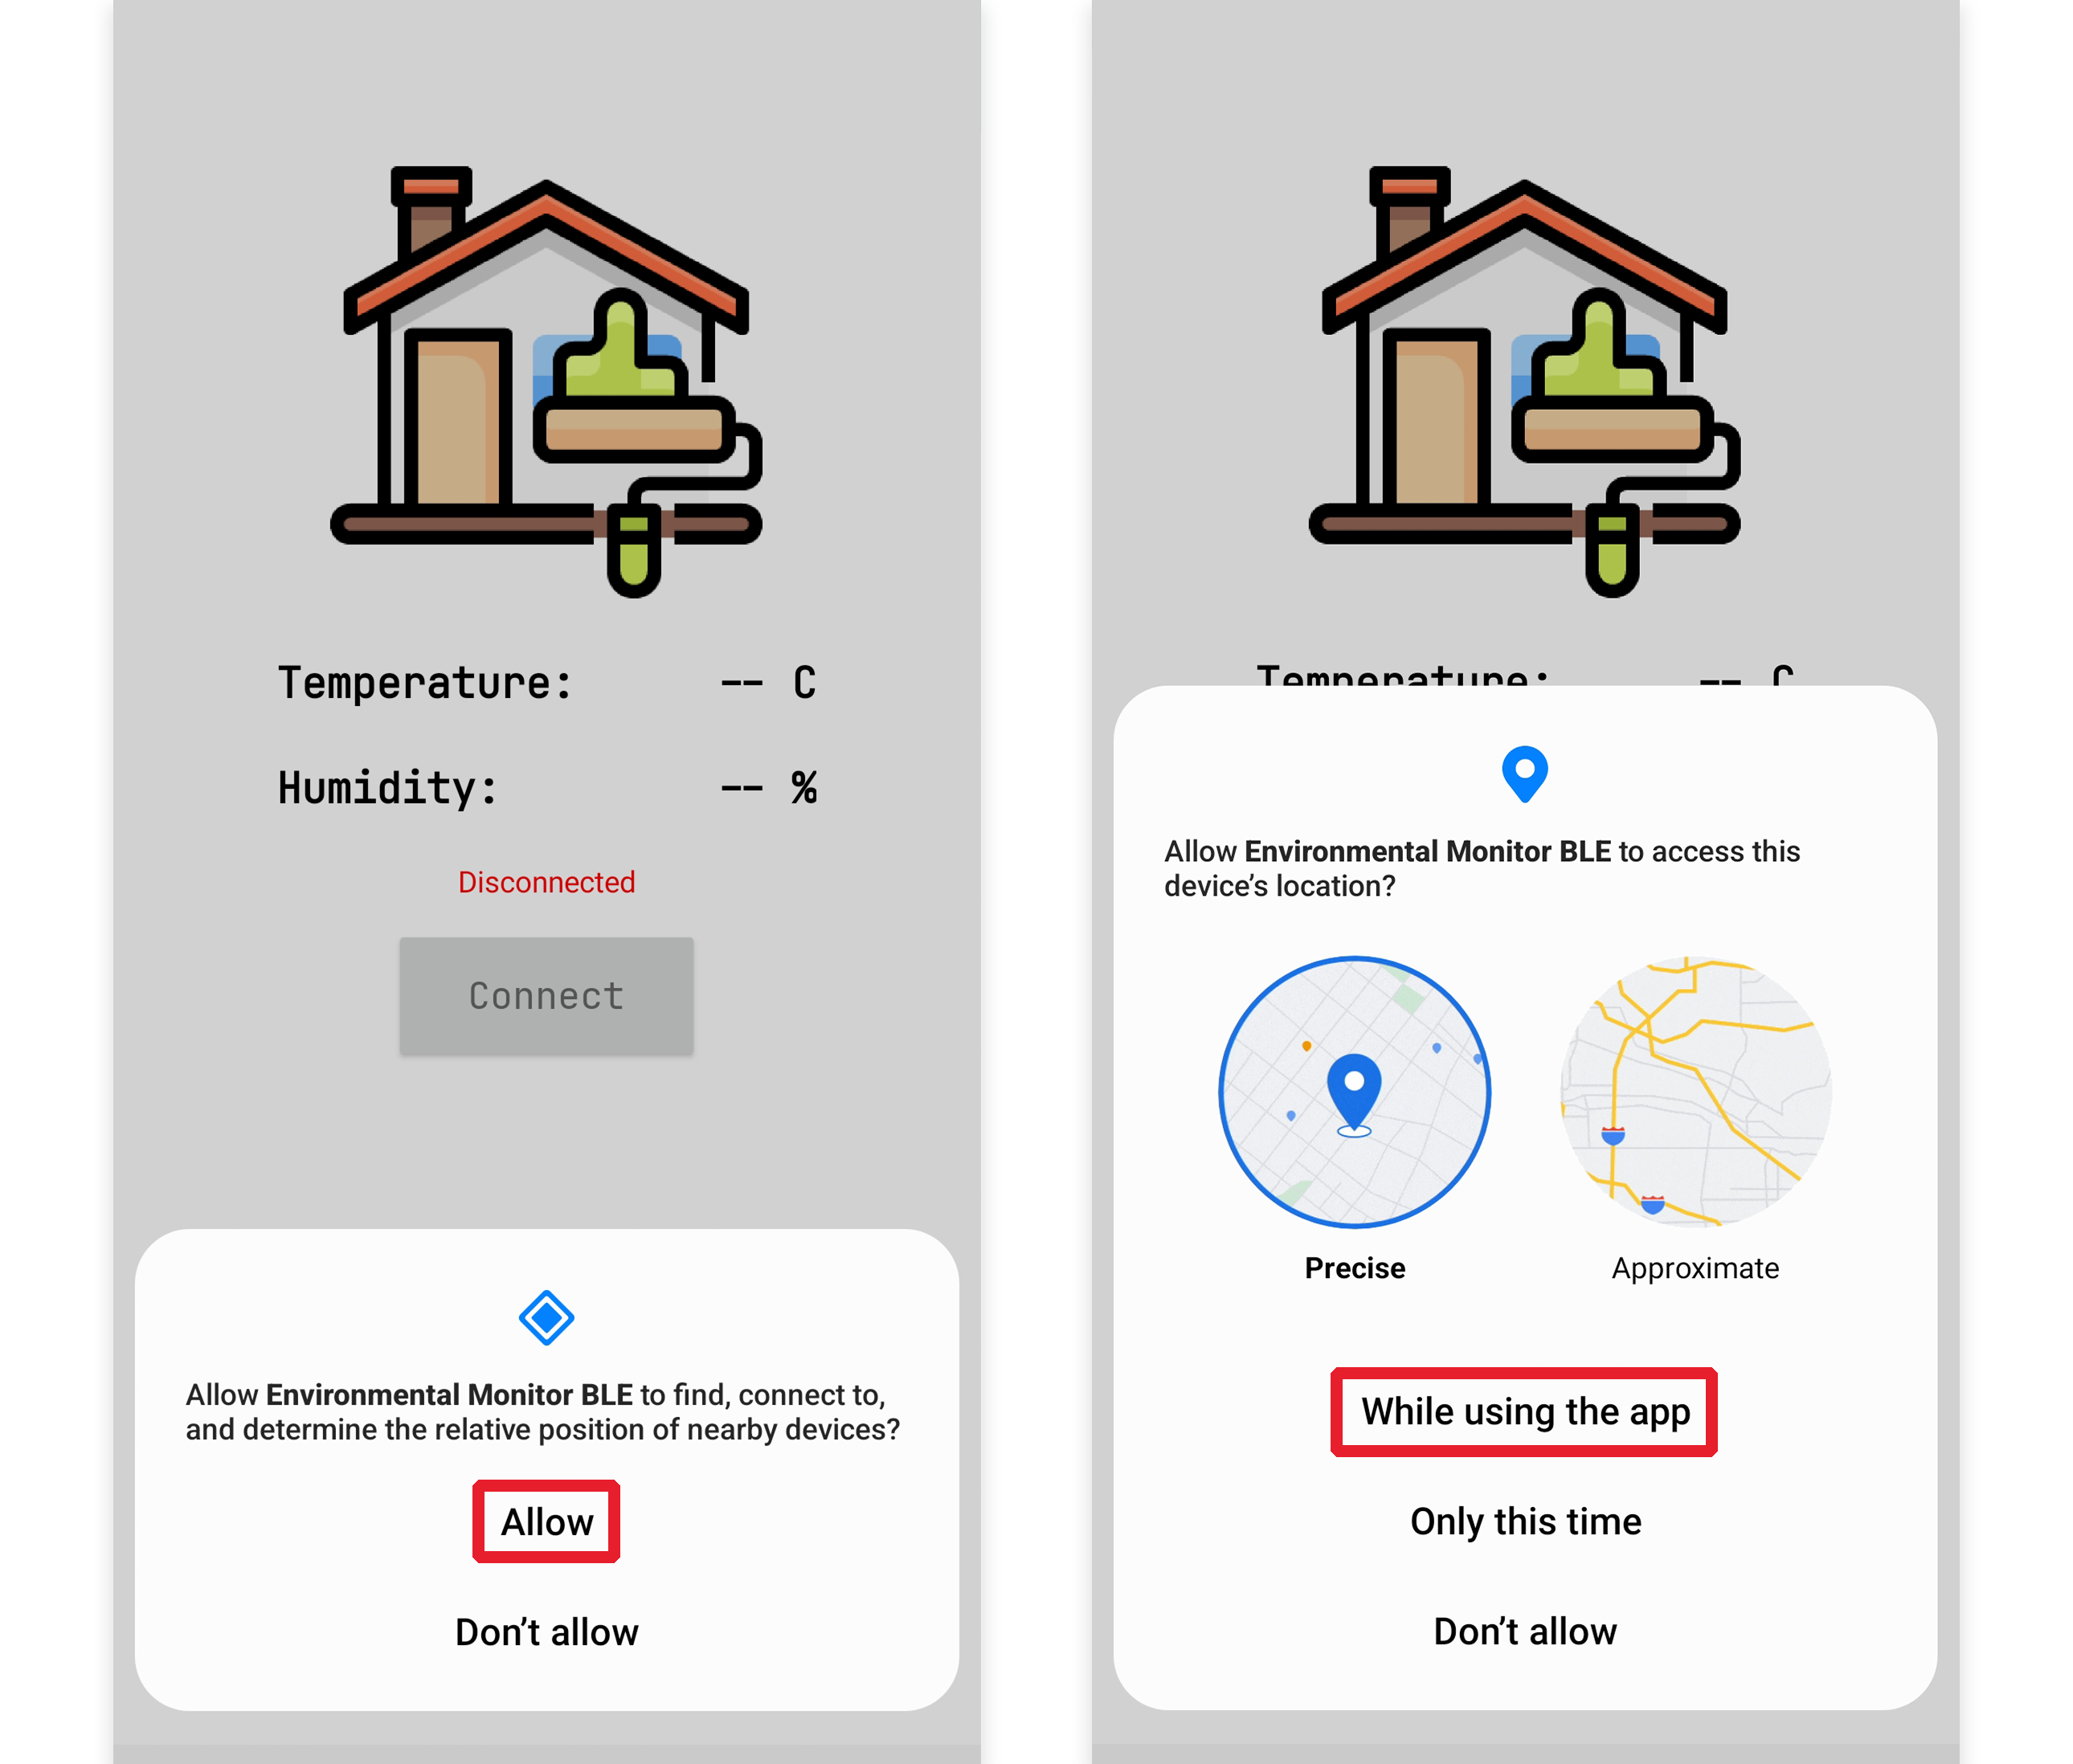 Temperature: -- C
Humidity: -- %
Disconnected
Connect
Allow Environmental Monitor BLE to find, connect to,
and determine the relative position of nearby devices?
Allow
Don’t allow
Temperature: -- C
Allow Environmental Monitor BLE to access this
device’s location?
Precise Approximate
While using the app
Only this time
Don’t allow